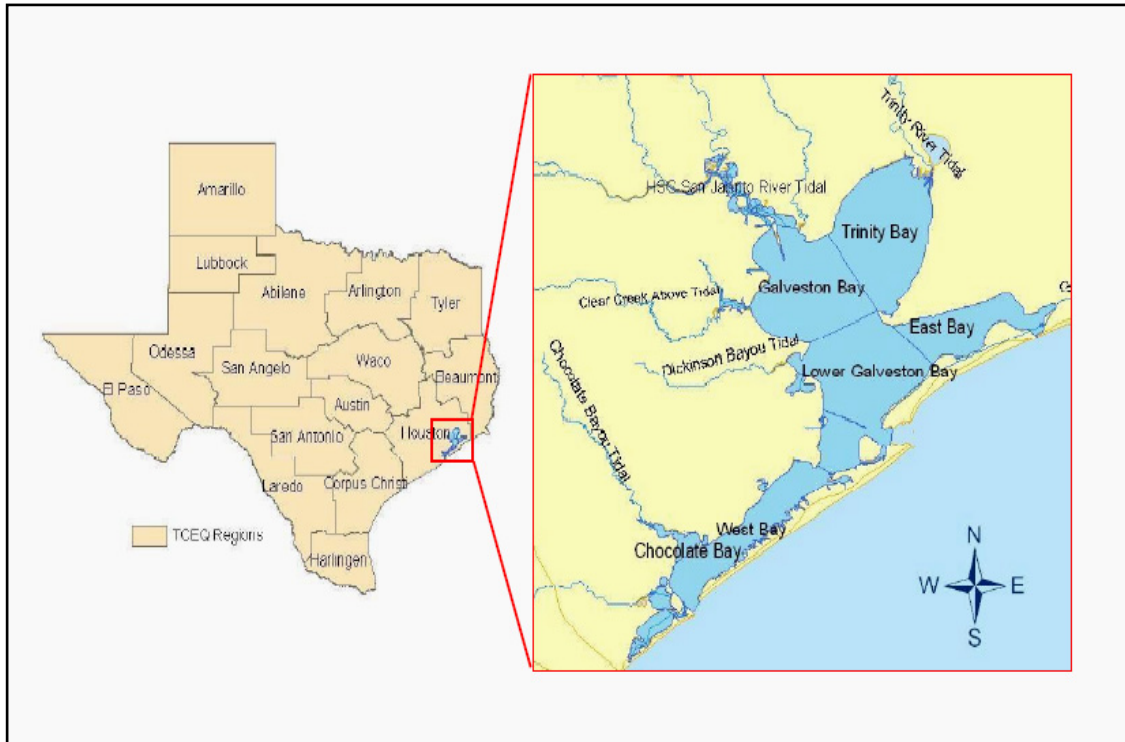 Amarillo
Lubbock
Abilene
Arlington
Tyler
Odessa
El Paso
San Angelo
Waco
Beaumont
Austin
San Antonio
Houston
Laredo
Corpus Christi
Harlingen
TCEQ Regions
Trinity River Tidal
HSC San Jacinto River Tidal
Trinity Bay
Galveston Bay
Clear Creek Above Tidal
East Bay
Dickinson Bayou Tidal
Lower Galveston Bay
Chocolate Bayou Tidal
West Bay
Chocolate Bay
N
W
E
S